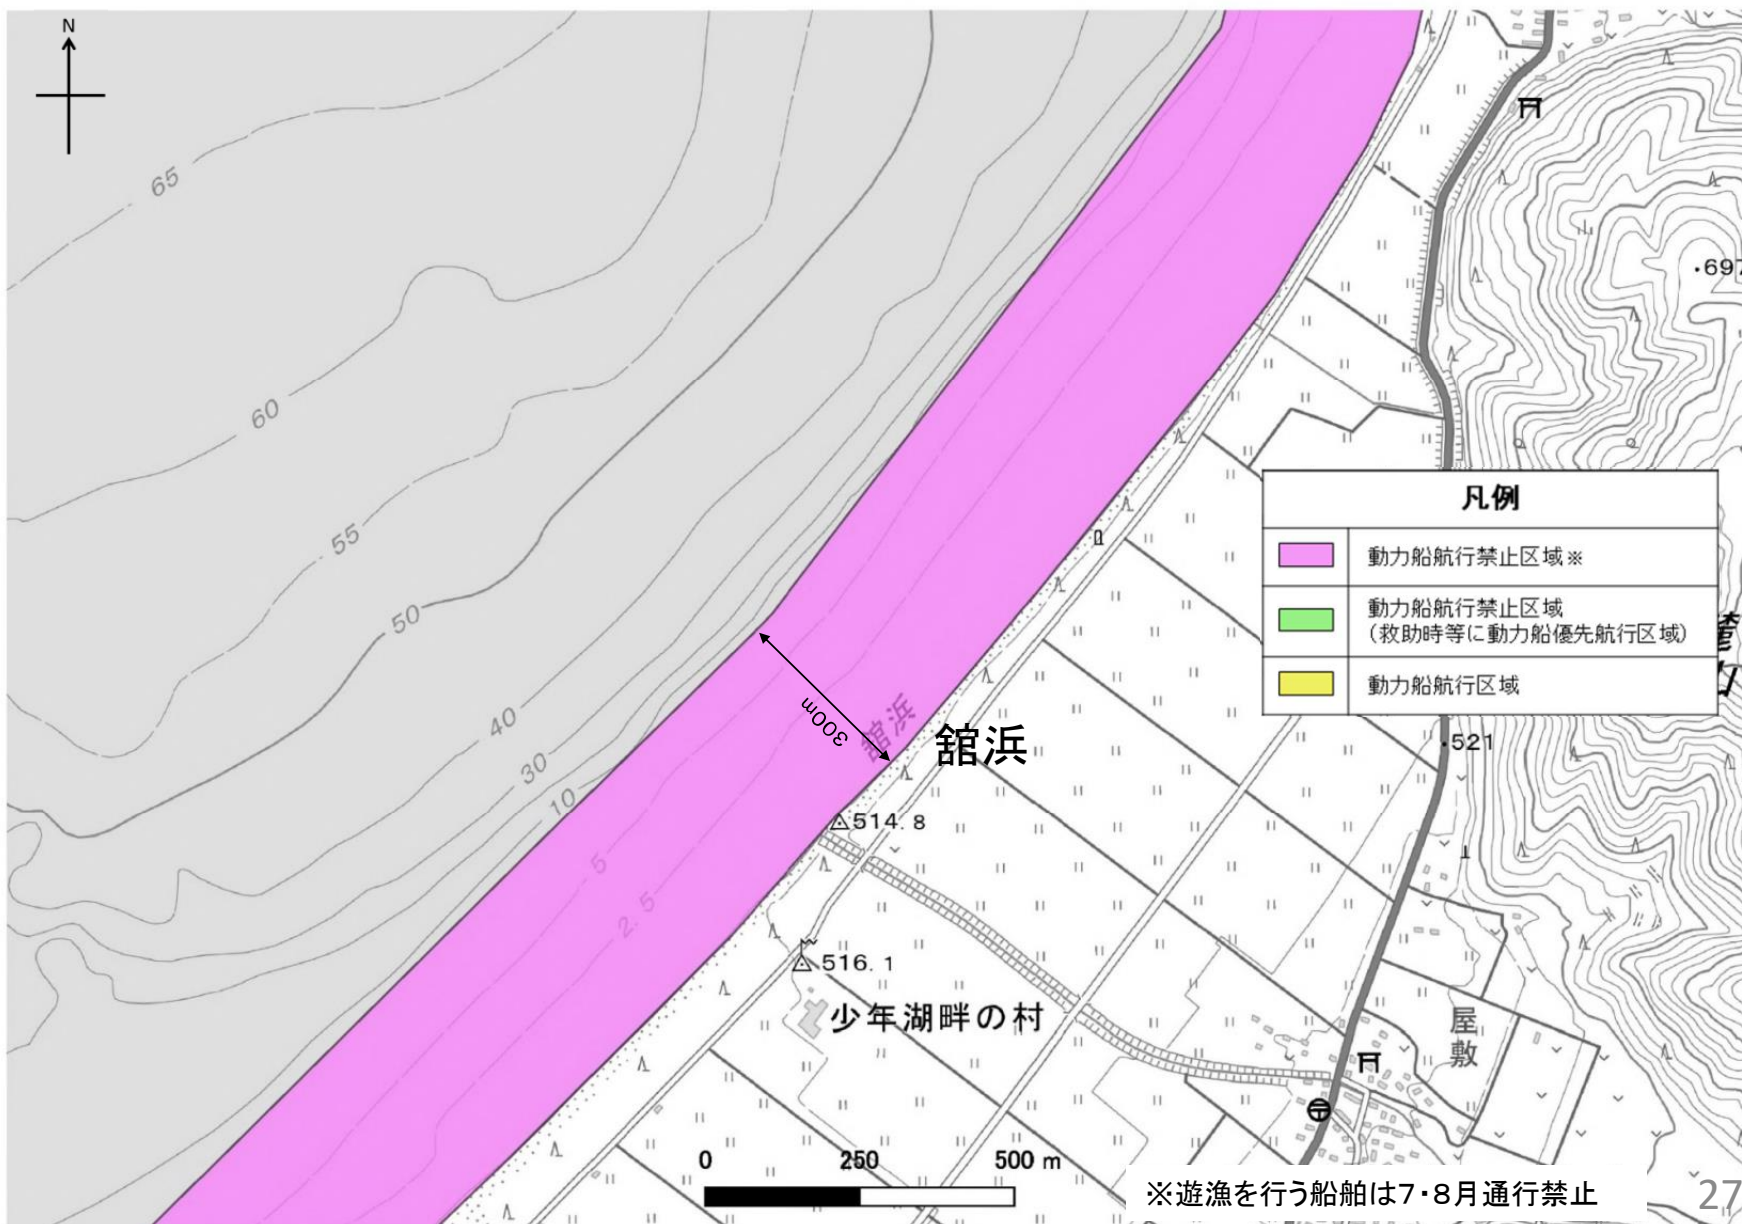 N
65
60
55
50
40
30
10
5
2.5
697
凡例
動力船航行禁止区域※
動力船航行禁止区域
(救助時等に動力船優先航行区域)
動力船航行区域
300m
舘浜
舘浜
521
514.8
516.1
少年湖畔の村
屋敷
0 250 500 m
※遊漁を行う船舶は7・8月通行禁止
27